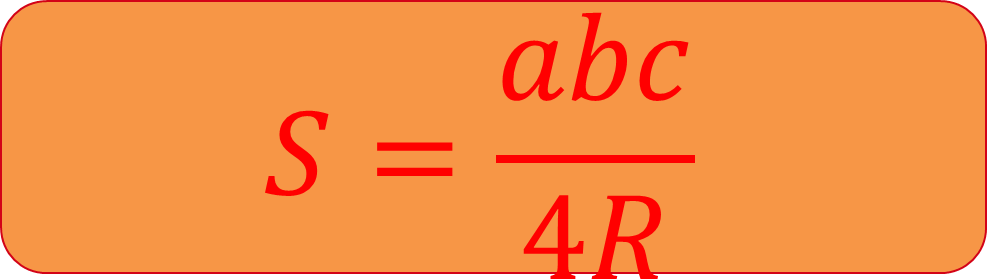 S = abc / 4R